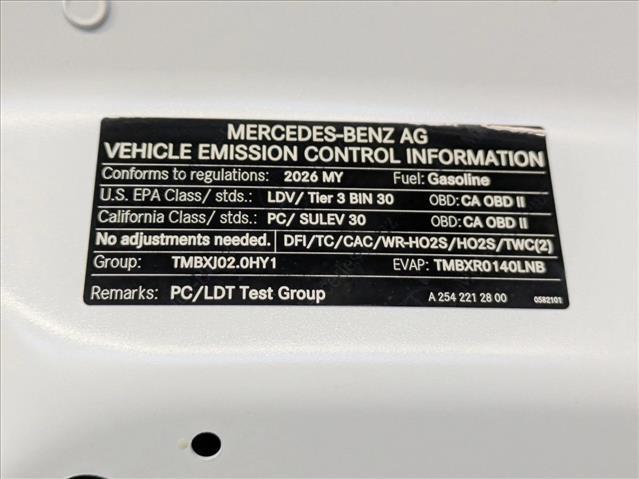 MERCEDES-BENZ AG
VEHICLE EMISSION CONTROL INFORMATION
Conforms to regulations: 2026 MY Fuel: Gasoline
U.S. EPA Class/ stds.: LDV/ Tier 3 BIN 30 OBD: CA OBD II
California Class/ stds.: PC/ SULEV 30 OBD: CA OBD II
No adjustments needed. DFI/TC/CAC/WR-HO2S/HO2S/TWC(2)
Group: TMBXJ02.0HY1 EVAP: TMBXR0140LNB
Remarks: PC/LDT Test Group A 254 221 28 00 0582101